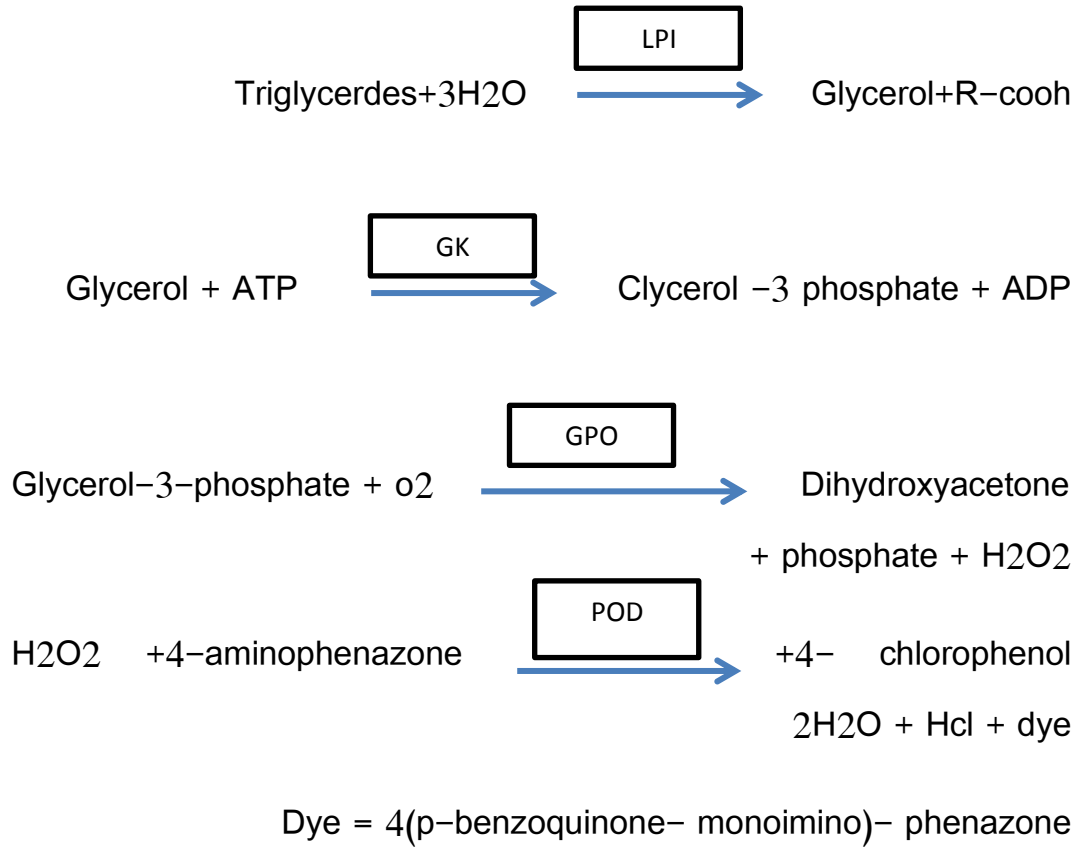 LPI
Triglycerdes+3H2O Glycerol+R−cooh
GK
Glycerol + ATP Clycerol −3 phosphate + ADP
GPO
Glycerol−3−phosphate + o2 Dihydroxyacetone
+ phosphate + H2O2
POD
H2O2 +4−aminophenazone +4− chlorophenol
2H2O + Hcl + dye
Dye = 4(p−benzoquinone− monoimino)− phenazone